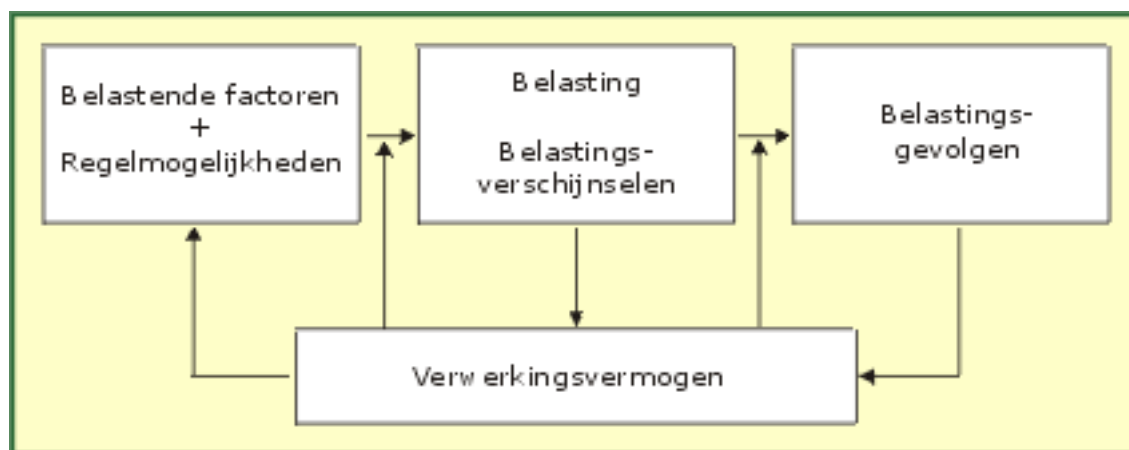 Belastende factoren
+
Regelmogelijkheden
Belasting
Belastings-
verschijnselen
Belastings-
gevolgen
Verwerkingsvermogen